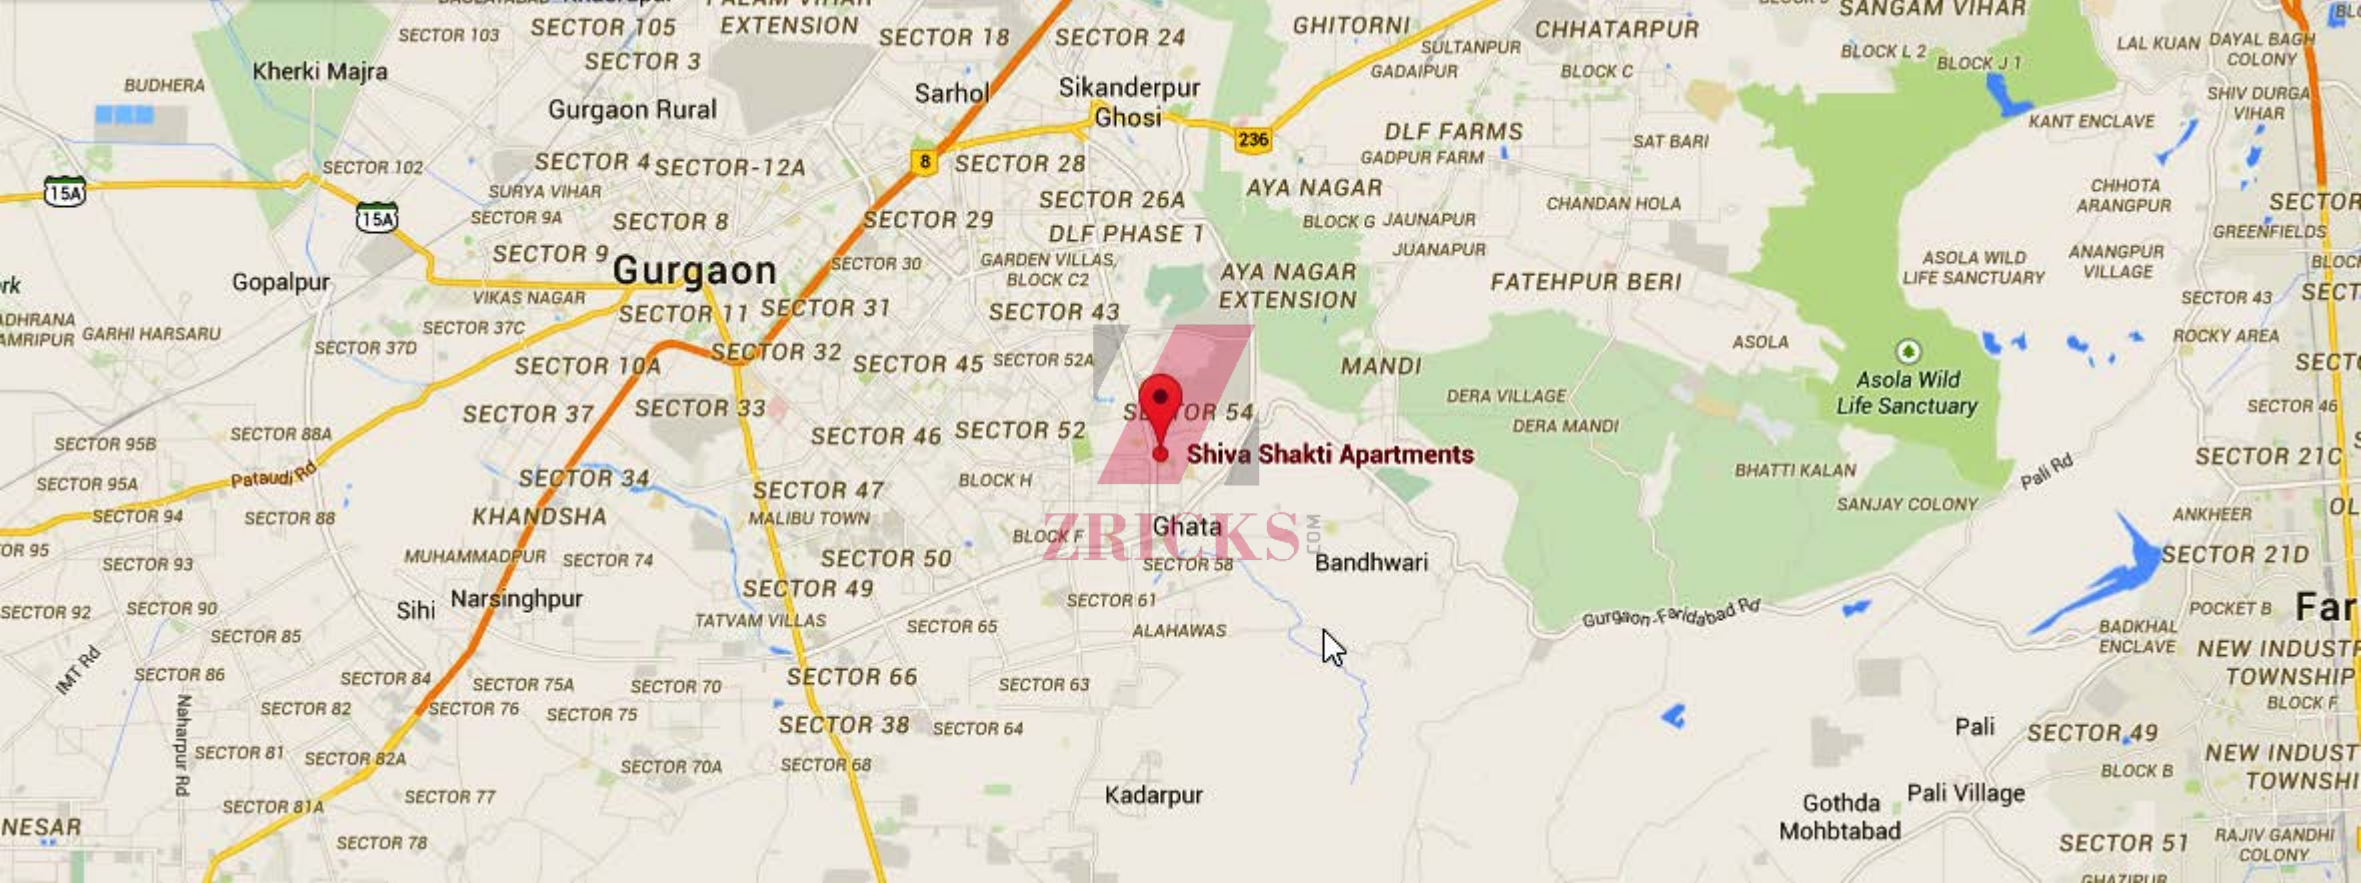 SECTOR 103
SECTOR 105
EXTENSION
SECTOR 18
SECTOR 24
GHITORNI
SULTANPUR
CHHATARPUR
SANGAM VIHAR
BLOCK L 2
BLOCK J 1
LAL KUAN
DAYAL BAGH
COLONY
Kherki Majra
BUDHERA
SECTOR 3
Gurgaon Rural
Sarhol
Sikanderpur
Ghosi
GADAIPUR
BLOCK C
SHIV DURGA
VIHAR
KANT ENCLAVE
236
DLF FARMS
GADPUR FARM
SAT BARI
SECTOR 102
SECTOR 4
SECTOR-12A
8
SECTOR 28
15A
15A
SURYA VIHAR
SECTOR 9A
SECTOR 8
SECTOR 29
SECTOR 26A
AYA NAGAR
BLOCK G
JAUNAPUR
CHANDAN HOLA
CHHOTA
ARANGPUR
SECTOR
DLF PHASE 1
JUANAPUR
GREENFIELDS
SECTOR 9
Gurgaon
SECTOR 30
GARDEN VILLAS,
BLOCK C2
AYA NAGAR
EXTENSION
FATEHPUR BERI
ASOLA WILD
LIFE SANCTUARY
ANANGPUR
VILLAGE
Gopalpur
VIKAS NAGAR
SECTOR 11
SECTOR 31
SECTOR 43
SECTOR 43
GARHI HARSARU
SECTOR 37C
SECTOR 37D
SECTOR 32
SECTOR 10A
SECTOR 45
SECTOR 52A
MANDI
ASOLA
ROCKY AREA
Asola Wild
Life Sanctuary
SECTOR 37
SECTOR 33
SECTOR 54
DERA VILLAGE
DERA MANDI
SECTOR 46
SECTOR 95B
SECTOR 88A
SECTOR 46
SECTOR 52
Shiva Shakti Apartments
SECTOR 21C
Pataudi Rd
SECTOR 95A
SECTOR 34
SECTOR 47
BLOCK H
BHATTI KALAN
Pali Rd
SANJAY COLONY
SECTOR 94
SECTOR 88
KHANDSHA
MALIBU TOWN
BLOCK F
Ghata
ZRICKS
.COM
ANKHEER
SECTOR 93
MUHAMMADPUR
SECTOR 74
SECTOR 50
SECTOR 58
Bandhwari
SECTOR 21D
SECTOR 49
SECTOR 92
SECTOR 90
Sihi
Narsinghpur
SECTOR 61
Gurgaon-Faridabad Rd
POCKET B
SECTOR 85
TATVAM VILLAS
SECTOR 65
ALAHAWAS
BADKHAL
ENCLAVE
IMT Rd
SECTOR 86
SECTOR 84
SECTOR 75A
SECTOR 70
SECTOR 66
SECTOR 63
TOWNSHIP
BLOCK F
Naharpur Rd
SECTOR 82
SECTOR 76
SECTOR 75
SECTOR 38
SECTOR 64
Pali
SECTOR 49
SECTOR 81
SECTOR 82A
SECTOR 70A
SECTOR 68
BLOCK B
SECTOR 81A
SECTOR 77
Kadarpur
Gothda
Mohbtabad
Pali Village
SECTOR 78
SECTOR 51
RAJIV GANDHI
COLONY